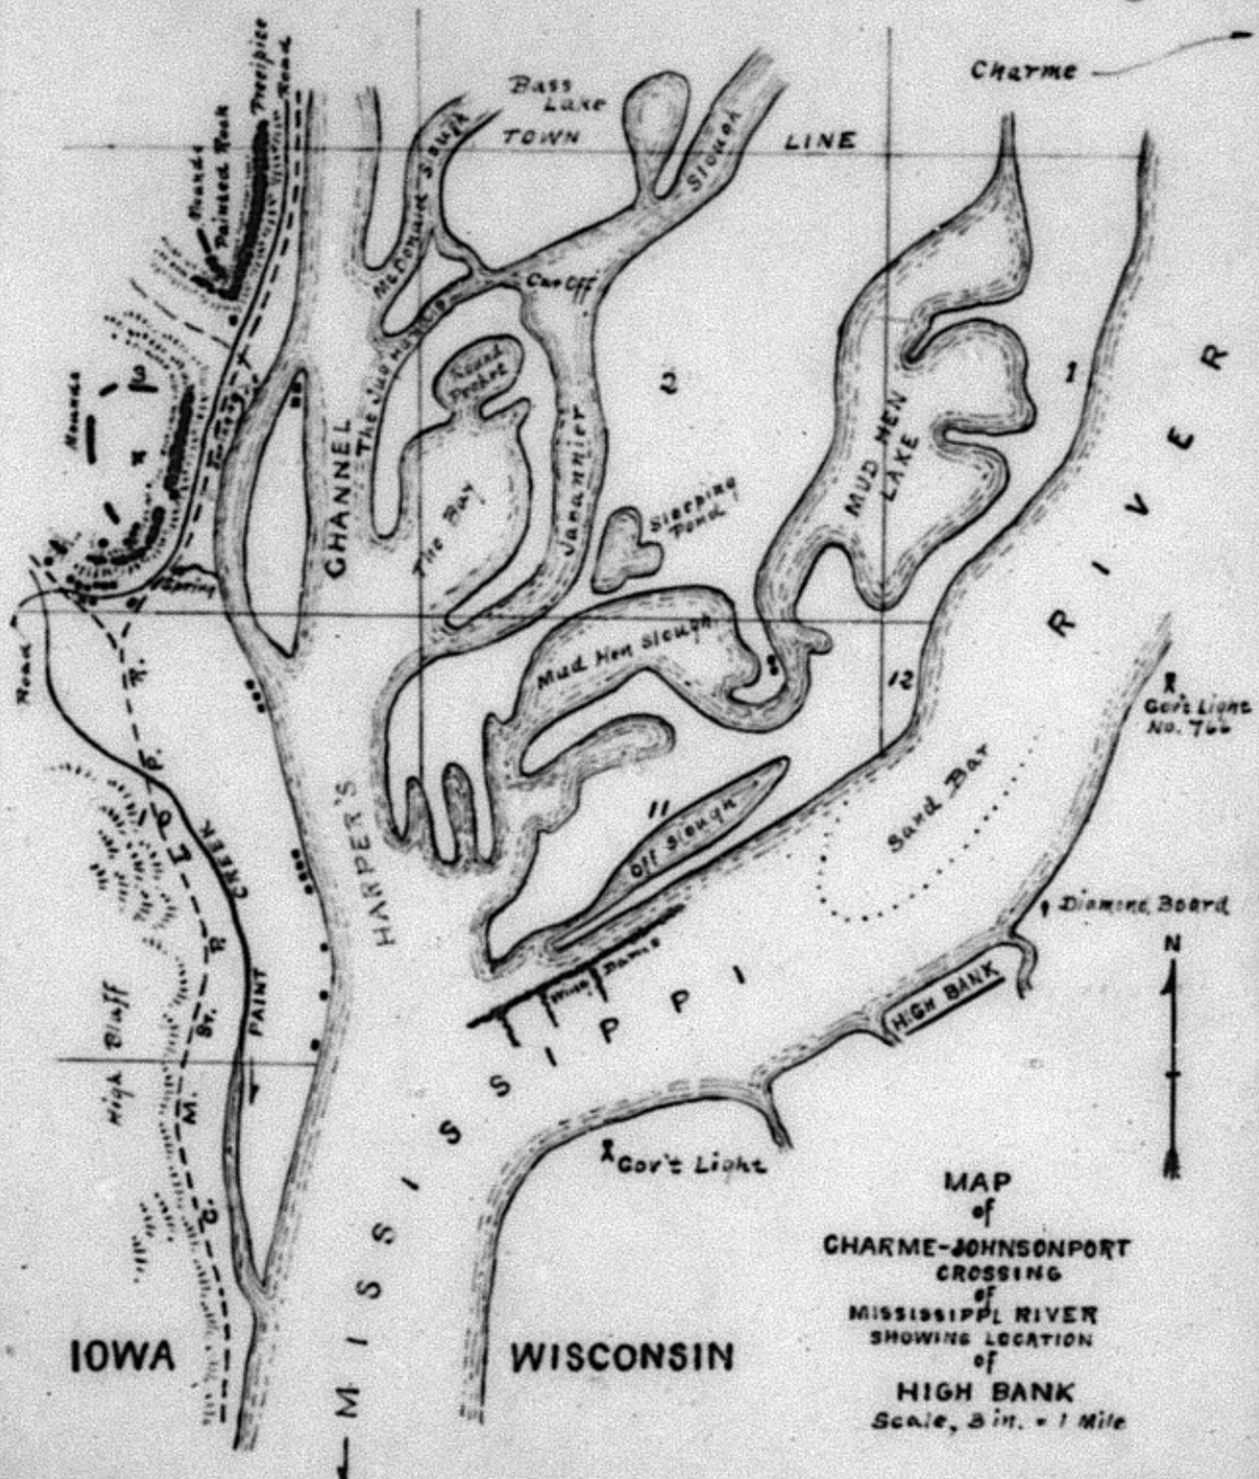 Charme
Precipice
Road
Mounds
Painted Rock
Bass
Lake
TOWN LINE
McDonald Slough
Slough
Cut Off
The Jug Handle
Round
2
1
Mounds
3
CHANNEL
The Bay
Janannier
MUD HEN
LAKE
Sleeping
Pond
Spring
Road
Mud Hen Slough
12
RIVER
Gov't Light
No. 766
Sand Bar
11
Off Slough
HARPER'S
C. M. & St. P. R.
PAINT CREEK
High Bluff
Diamond Board
N
HIGH BANK
Wing Dams
MISSISSIPPI
Gov't Light
IOWA
WISCONSIN
MAP
of
CHARME-JOHNSONPORT
CROSSING
of
MISSISSIPPI RIVER
SHOWING LOCATION
of
HIGH BANK
Scale, 3 in. = 1 Mile